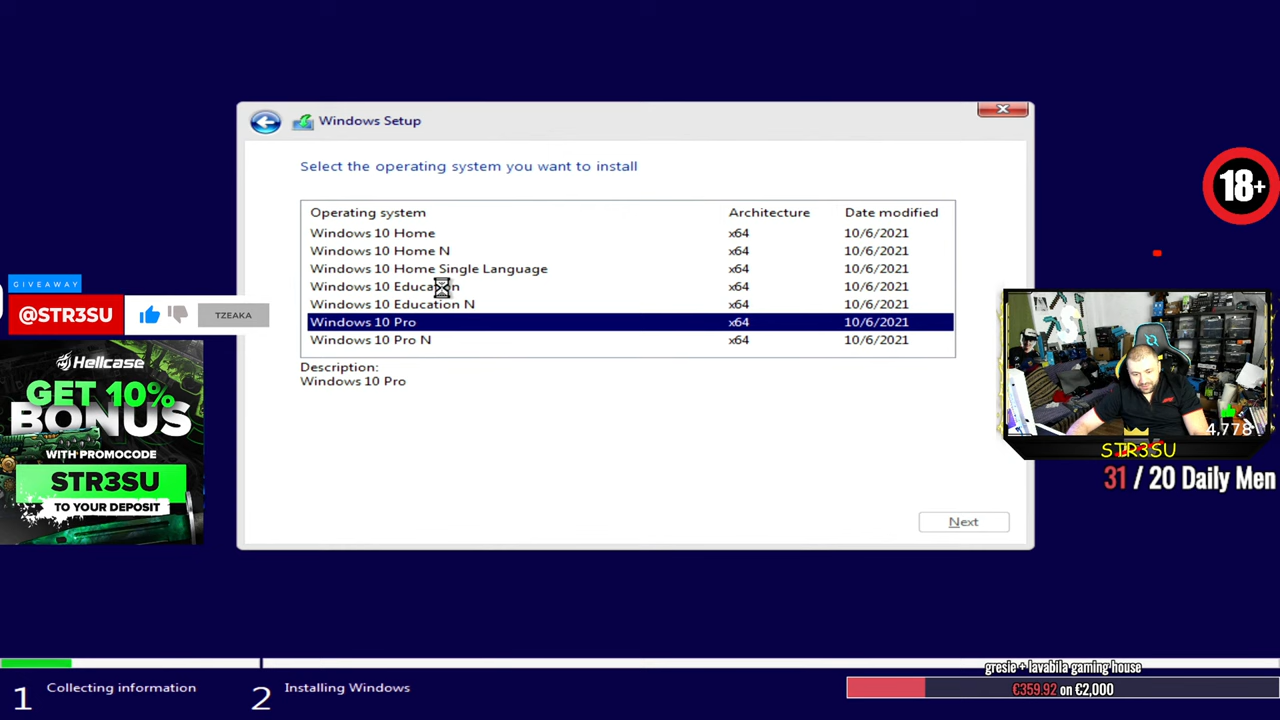 Windows Setup
Select the operating system you want to install
Operating system Architecture Date modified
Windows 10 Home x64 10/6/2021
Windows 10 Home N x64 10/6/2021
Windows 10 Home Single Language x64 10/6/2021
Windows 10 Education x64 10/6/2021
Windows 10 Education N x64 10/6/2021
Windows 10 Pro x64 10/6/2021
Windows 10 Pro N x64 10/6/2021
Description:
Windows 10 Pro
Next
18+
GIVEAWAY
@STR3SU
TZEAKA
Hellcase
GET 10%
BONUS
WITH PROMOCODE
STR3SU
TO YOUR DEPOSIT
4,778
STR3SU
31 / 20 Daily Men
1 Collecting information
2 Installing Windows
gresie + lavabila gaming house
€359.92 on €2,000